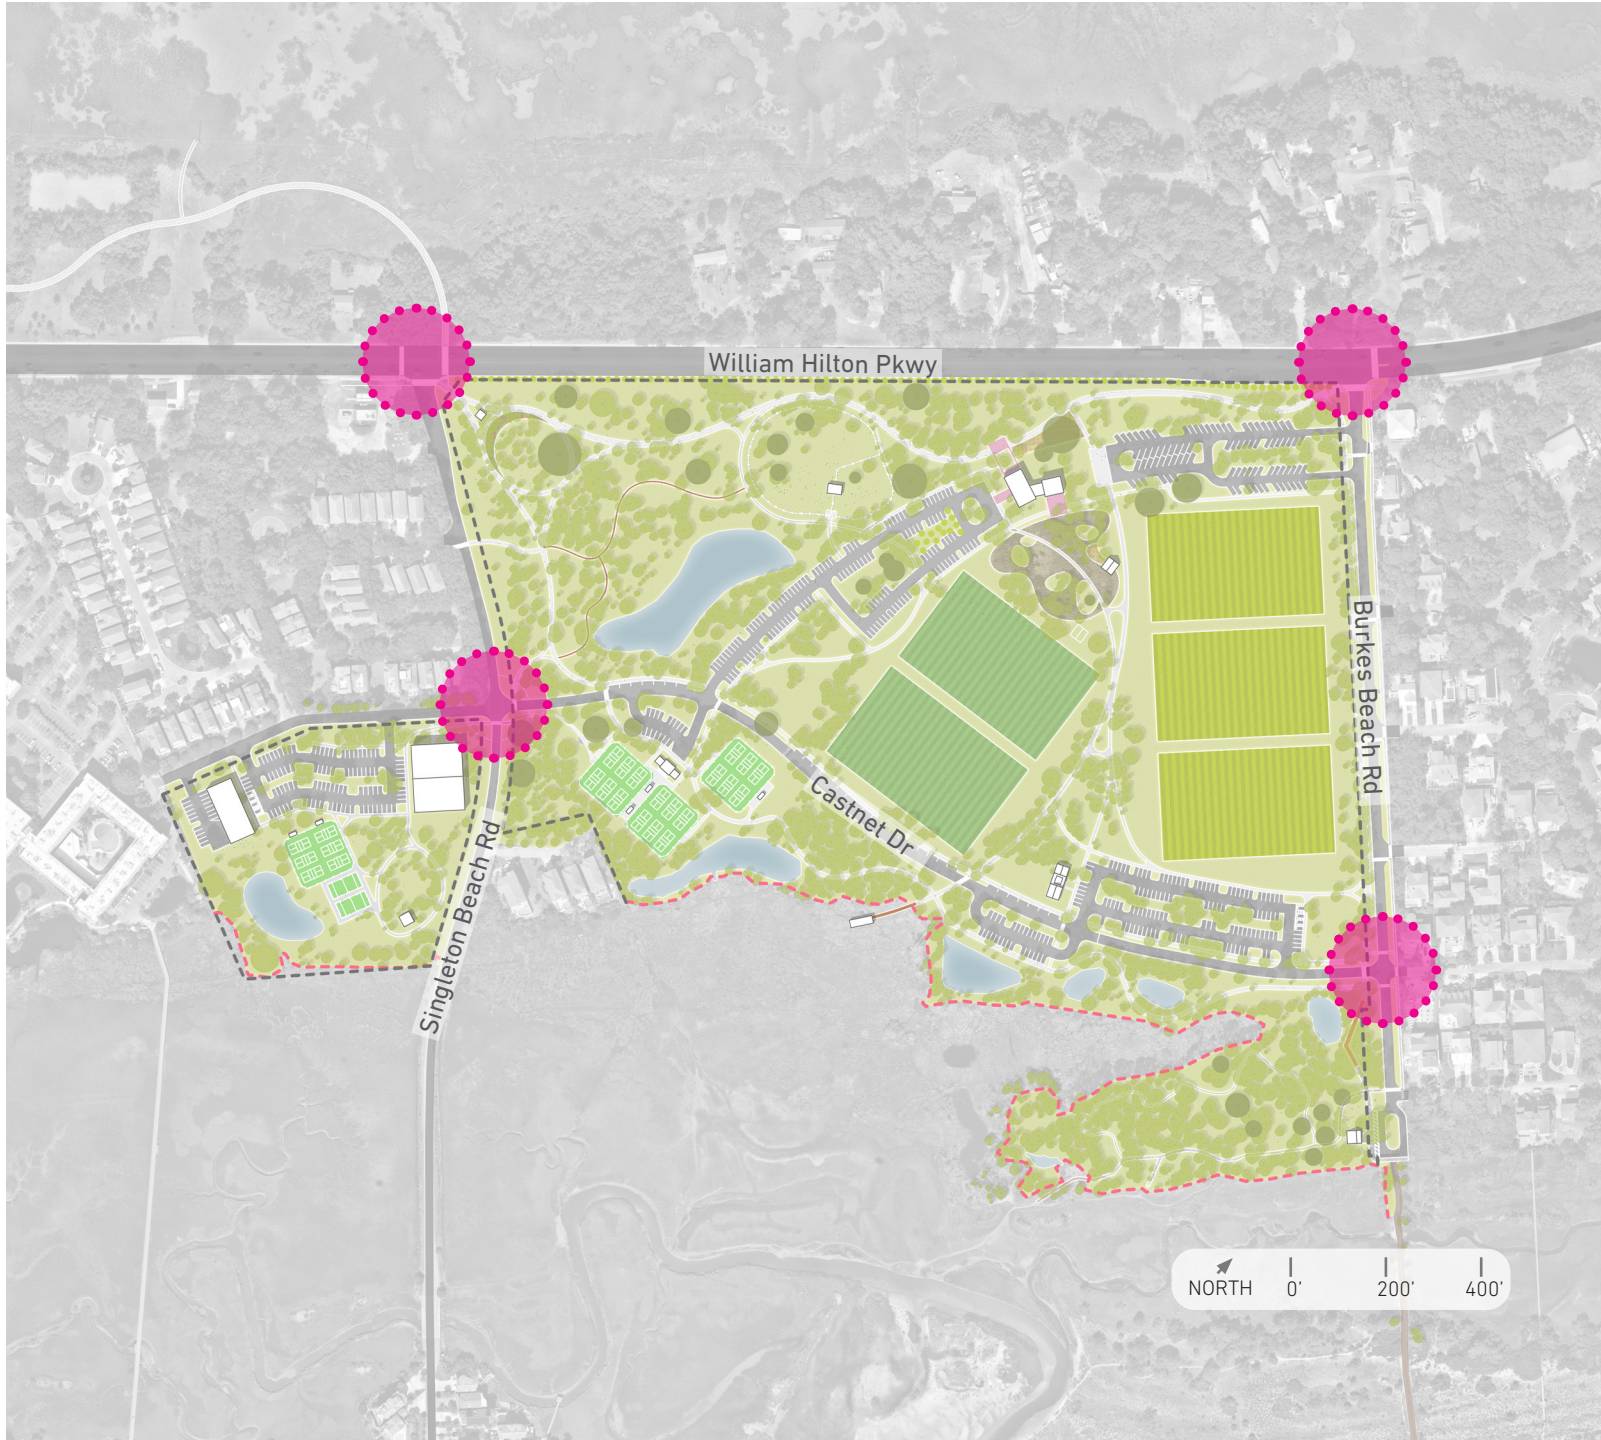 William Hilton Pkwy
Burkes Beach Rd
Castnet Dr
Singleton Beach Rd
NORTH 0' 200' 400'